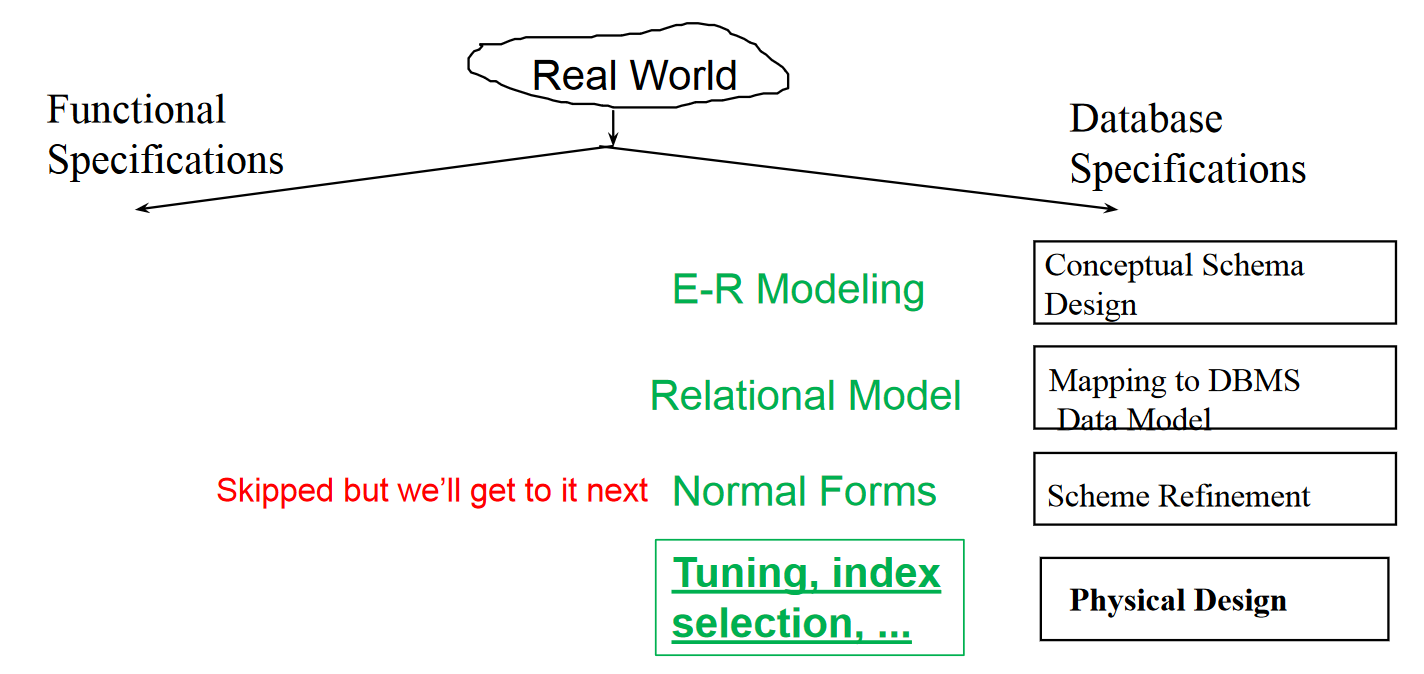 Real World
Functional
Specifications
Database
Specifications
E-R Modeling
Conceptual Schema
Design
Relational Model
Mapping to DBMS
Data Model
Skipped but we’ll get to it next
Normal Forms
Scheme Refinement
Tuning, index
selection, ...
Physical Design